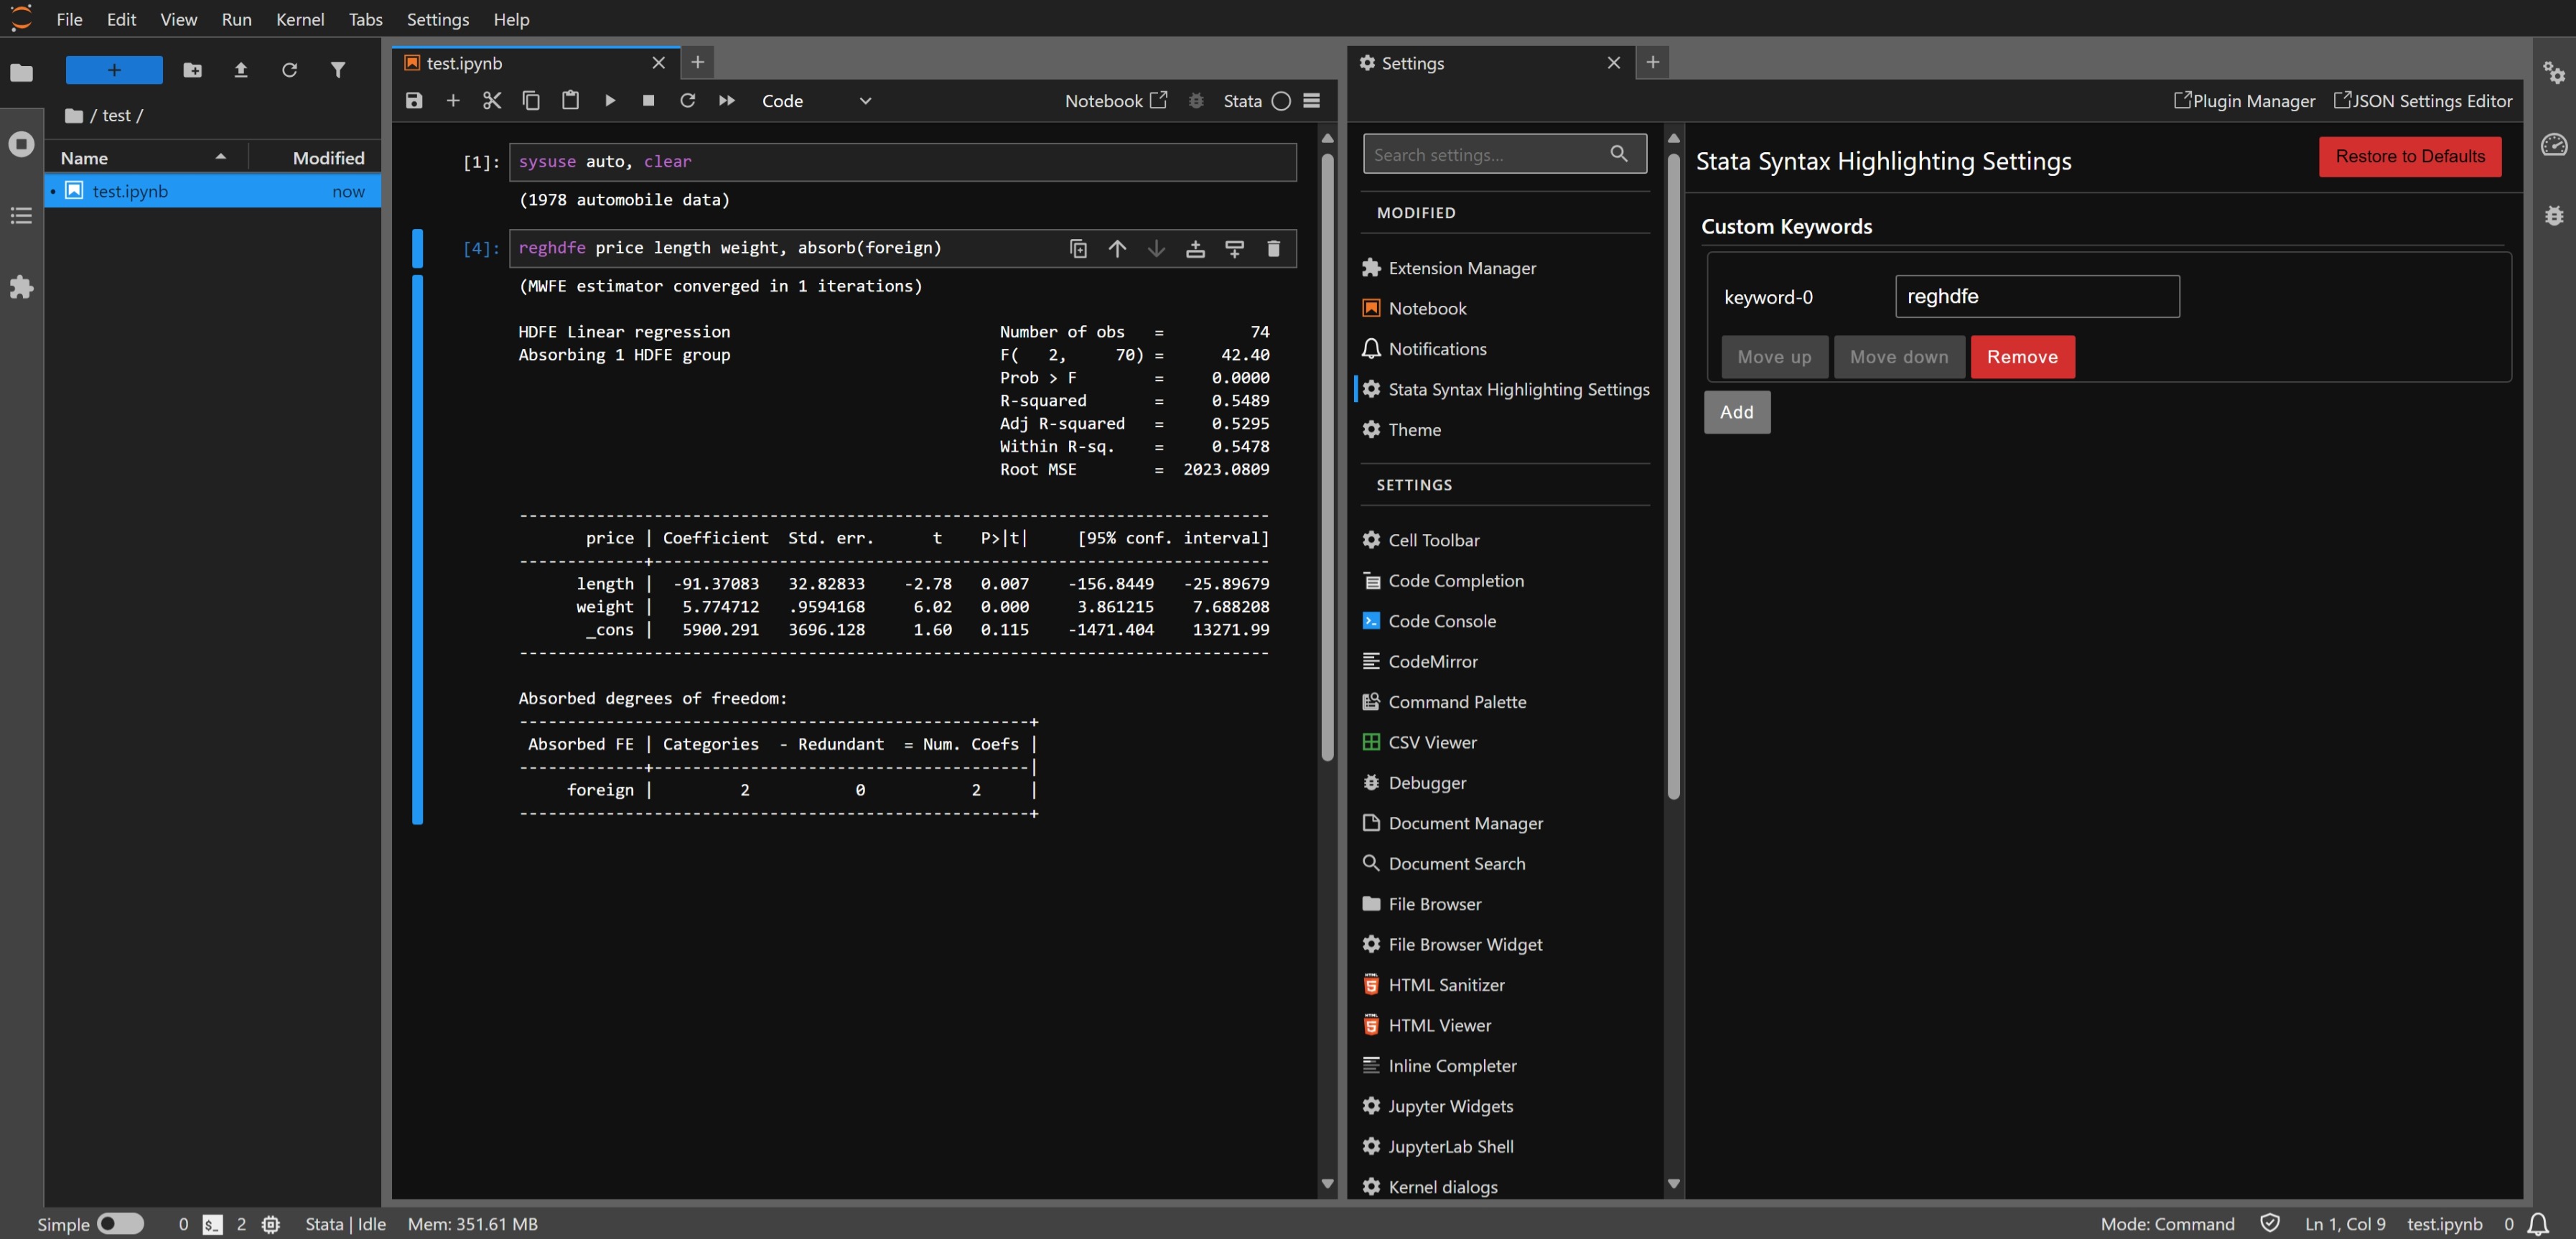 File Edit View Run Kernel Tabs Settings Help
+
/ test /
Name Modified
test.ipynb now
test.ipynb
Code
Notebook Stata
[1]: sysuse auto, clear
(1978 automobile data)
[4]: reghdfe price length weight, absorb(foreign)
(MWFE estimator converged in 1 iterations)
HDFE Linear regression Number of obs = 74
Absorbing 1 HDFE group F( 2, 70) = 42.40
Prob > F = 0.0000
R-squared = 0.5489
Adj R-squared = 0.5295
Within R-sq. = 0.5478
Root MSE = 2023.0809
------------------------------------------------------------------------------
price | Coefficient Std. err. t P>|t| [95% conf. interval]
-------------+----------------------------------------------------------------
length | -91.37083 32.82833 -2.78 0.007 -156.8449 -25.89679
weight | 5.774712 .9594168 6.02 0.000 3.861215 7.688208
_cons | 5900.291 3696.128 1.60 0.115 -1471.404 13271.99
------------------------------------------------------------------------------
Absorbed degrees of freedom:
-----------------------------------------------------+
Absorbed FE | Categories - Redundant = Num. Coefs |
-------------+---------------------------------------|
foreign | 2 0 2 |
-----------------------------------------------------+
Settings
Plugin Manager JSON Settings Editor
Search settings...
MODIFIED
Extension Manager
Notebook
Notifications
Stata Syntax Highlighting Settings
Theme
SETTINGS
Cell Toolbar
Code Completion
Code Console
CodeMirror
Command Palette
CSV Viewer
Debugger
Document Manager
Document Search
File Browser
File Browser Widget
HTML Sanitizer
HTML Viewer
Inline Completer
Jupyter Widgets
JupyterLab Shell
Kernel dialogs
Stata Syntax Highlighting Settings
Restore to Defaults
Custom Keywords
keyword-0 reghdfe
Move up Move down Remove
Add
Simple 0 $_ 2 Stata | Idle Mem: 351.61 MB
Mode: Command Ln 1, Col 9 test.ipynb 0